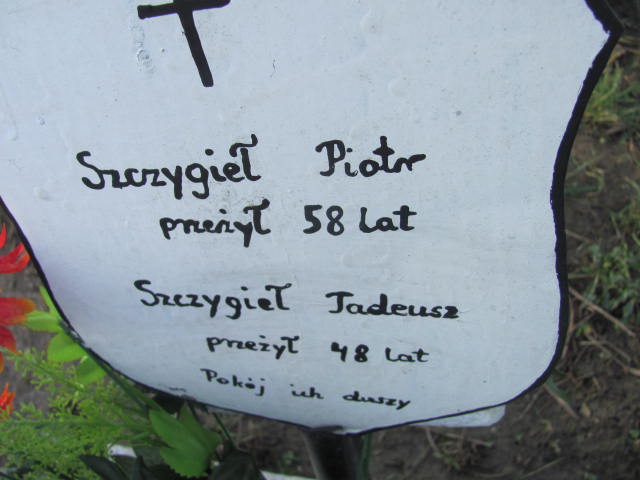 Szczygieł Piotr
przeżył 58 lat
Szczygieł Tadeusz
przeżył 48 lat
Pokój ich duszy